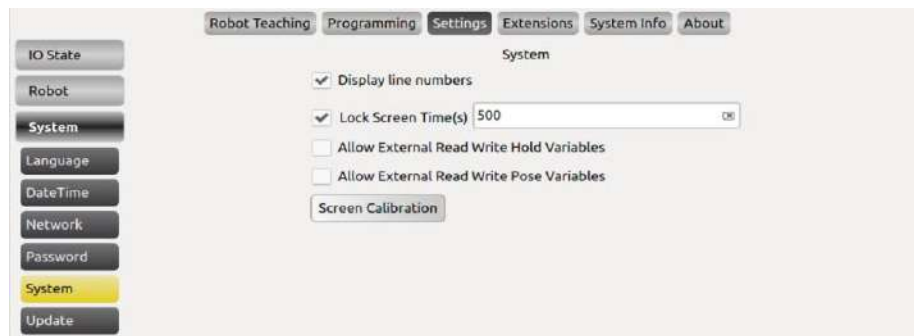 Robot Teaching Programming Settings Extensions System Info About
IO State
Robot
System
Language
DateTime
Network
Password
System
Update
System
Display line numbers
Lock Screen Time(s) 500
Allow External Read Write Hold Variables
Allow External Read Write Pose Variables
Screen Calibration